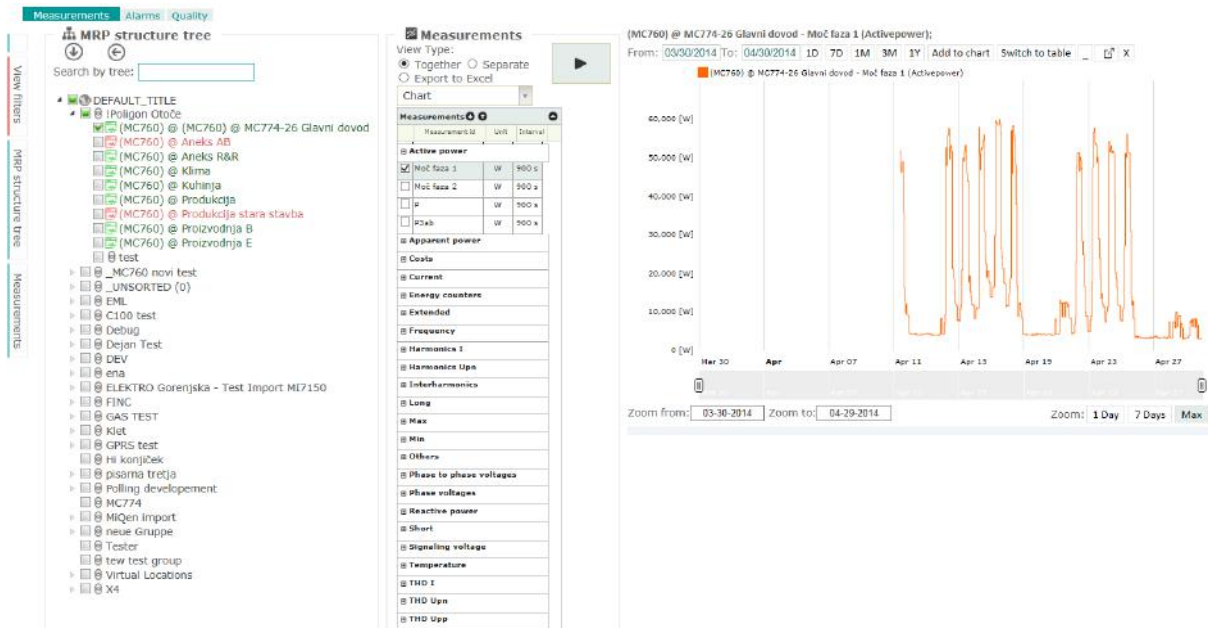 Measurements Alarms Quality
View filters
MRP structure tree
Measurements
MRP structure tree
Search by tree:
DEFAULT_TITLE
!Poligon Otoče
(MC760) @ (MC760) @ MC774-26 Glavni dovod
(MC760) @ Aneks AB
(MC760) @ Aneks R&R
(MC760) @ Klima
(MC760) @ Kuhinja
(MC760) @ Produkcija
(MC760) @ Produkcija stara stavba
(MC760) @ Proizvodnja B
(MC760) @ Proizvodnja E
test
_MC760 novi test
_UNSORTED (0)
EML
C100 test
Debug
Dejan Test
DEV
ena
ELEKTRO Gorenjska - Test Import MI7150
FINC
GAS TEST
Klet
GPRS test
Hi konjiček
pisarna tretja
Polling developement
MC774
MiQen import
neue Gruppe
Tester
tew test group
Virtual Locations
X4
Measurements
View Type:
Together Separate
Export to Excel
Chart
Measurements
Measurement Id Unit Interval
Active power
Moč faza 1 W 900 s
Moč faza 2 W 900 s
P W 900 s
W 900 s
Apparent power
Costs
Current
Energy counters
Extended
Frequency
Harmonics I
Harmonics Upn
Interharmonics
Long
Max
Min
Others
Phase to phase voltages
Phase voltages
Reactive power
Short
Signaling voltage
Temperature
THD I
THD Upn
THD Upp
(MC760) @ MC774-26 Glavni dovod - Moč faza 1 (Activepower);
From: 03/30/2014 To: 04/30/2014 1D 7D 1M 3M 1Y Add to chart Switch to table _ X
(MC760) @ MC774-26 Glavni dovod - Moč faza 1 (Activepower)
60,000 [W]
50,000 [W]
40,000 [W]
30,000 [W]
20,000 [W]
10,000 [W]
0 [W]
Mar 30 Apr Apr 07 Apr 11 Apr 15 Apr 19 Apr 23 Apr 27
Zoom from: 03-30-2014 Zoom to: 04-29-2014 Zoom: 1 Day 7 Days Max